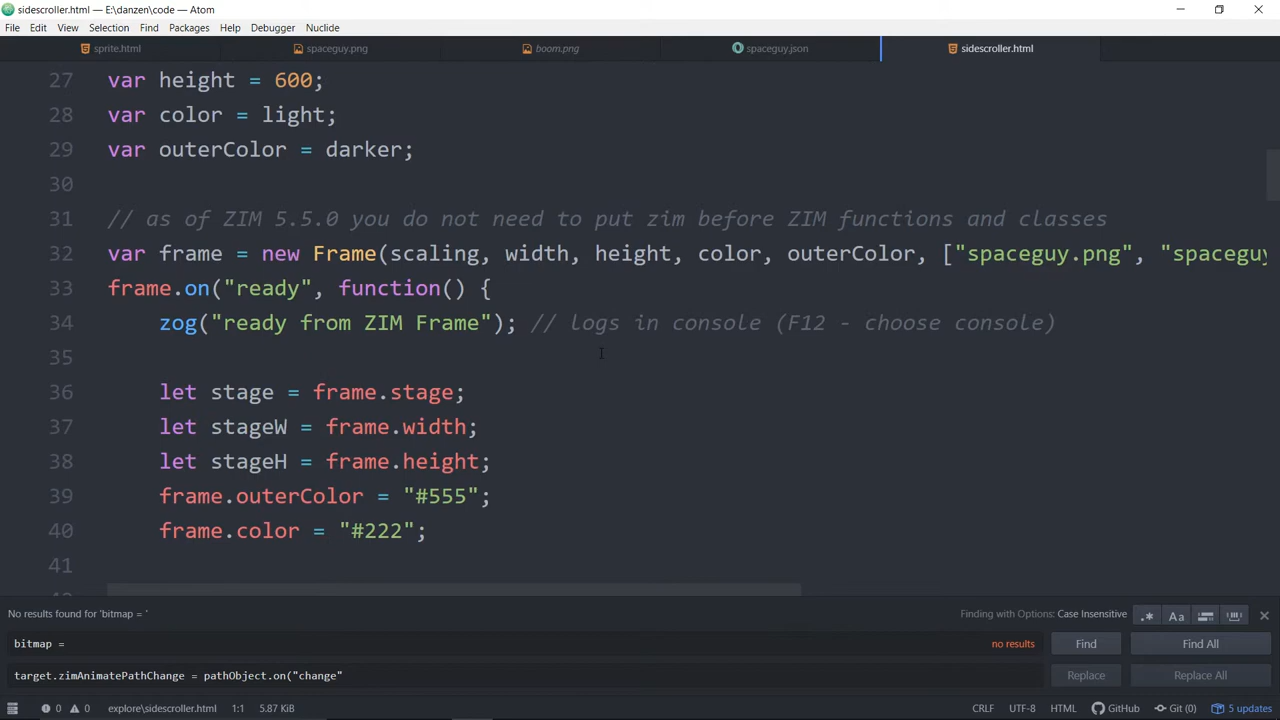 sidescroller.html — E:\danzen\code — Atom
File Edit View Selection Find Packages Help Debugger Nuclide
sprite.html spaceguy.png boom.png spaceguy.json sidescroller.html
27 var height = 600;
28 var color = light;
29 var outerColor = darker;
30
31 // as of ZIM 5.5.0 you do not need to put zim before ZIM functions and classes
32 var frame = new Frame(scaling, width, height, color, outerColor, ["spaceguy.png", "spaceguy
33 frame.on("ready", function() {
34 zog("ready from ZIM Frame"); // logs in console (F12 - choose console)
35
36 let stage = frame.stage;
37 let stageW = frame.width;
38 let stageH = frame.height;
39 frame.outerColor = "#555";
40 frame.color = "#222";
41
No results found for 'bitmap = ' Finding with Options: Case Insensitive .* Aa
bitmap = no results Find Find All
target.zimAnimatePathChange = pathObject.on("change" Replace Replace All
0 0 explore\sidescroller.html 1:1 5.87 KiB CRLF UTF-8 HTML GitHub Git (0) 5 updates